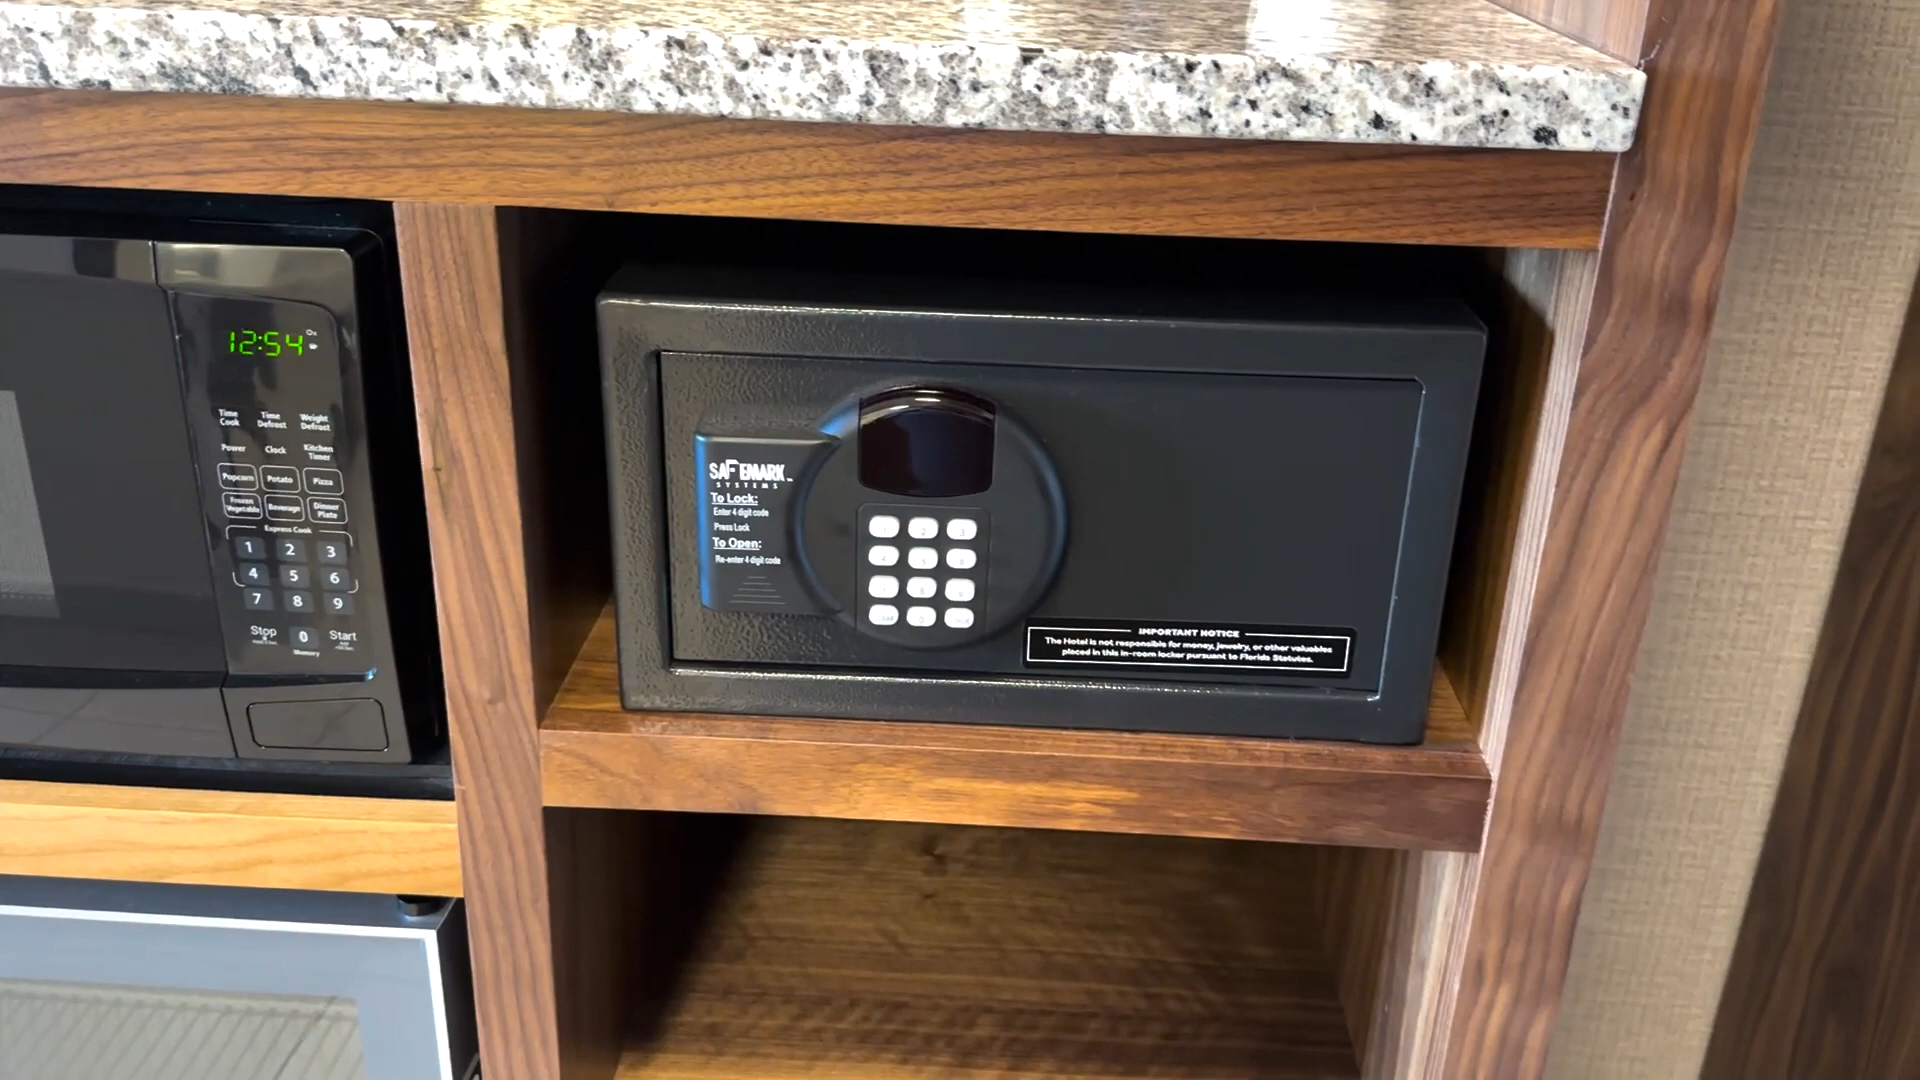 12:54
Time Cook
Time Defrost
Weight Defrost
Power
Clock
Kitchen Timer
Popcorn
Potato
Pizza
Frozen Vegetable
Beverage
Dinner Plate
Express Cook
1 2 3
4 5 6
7 8 9
Stop
0
Start
Memory
SAFEMARK
SYSTEMS
To Lock:
Enter 4 digit code
Press Lock
To Open:
Re-enter 4 digit code
IMPORTANT NOTICE
The Hotel is not responsible for money, jewelry, or other valuables
placed in this in-room locker pursuant to Florida Statutes.